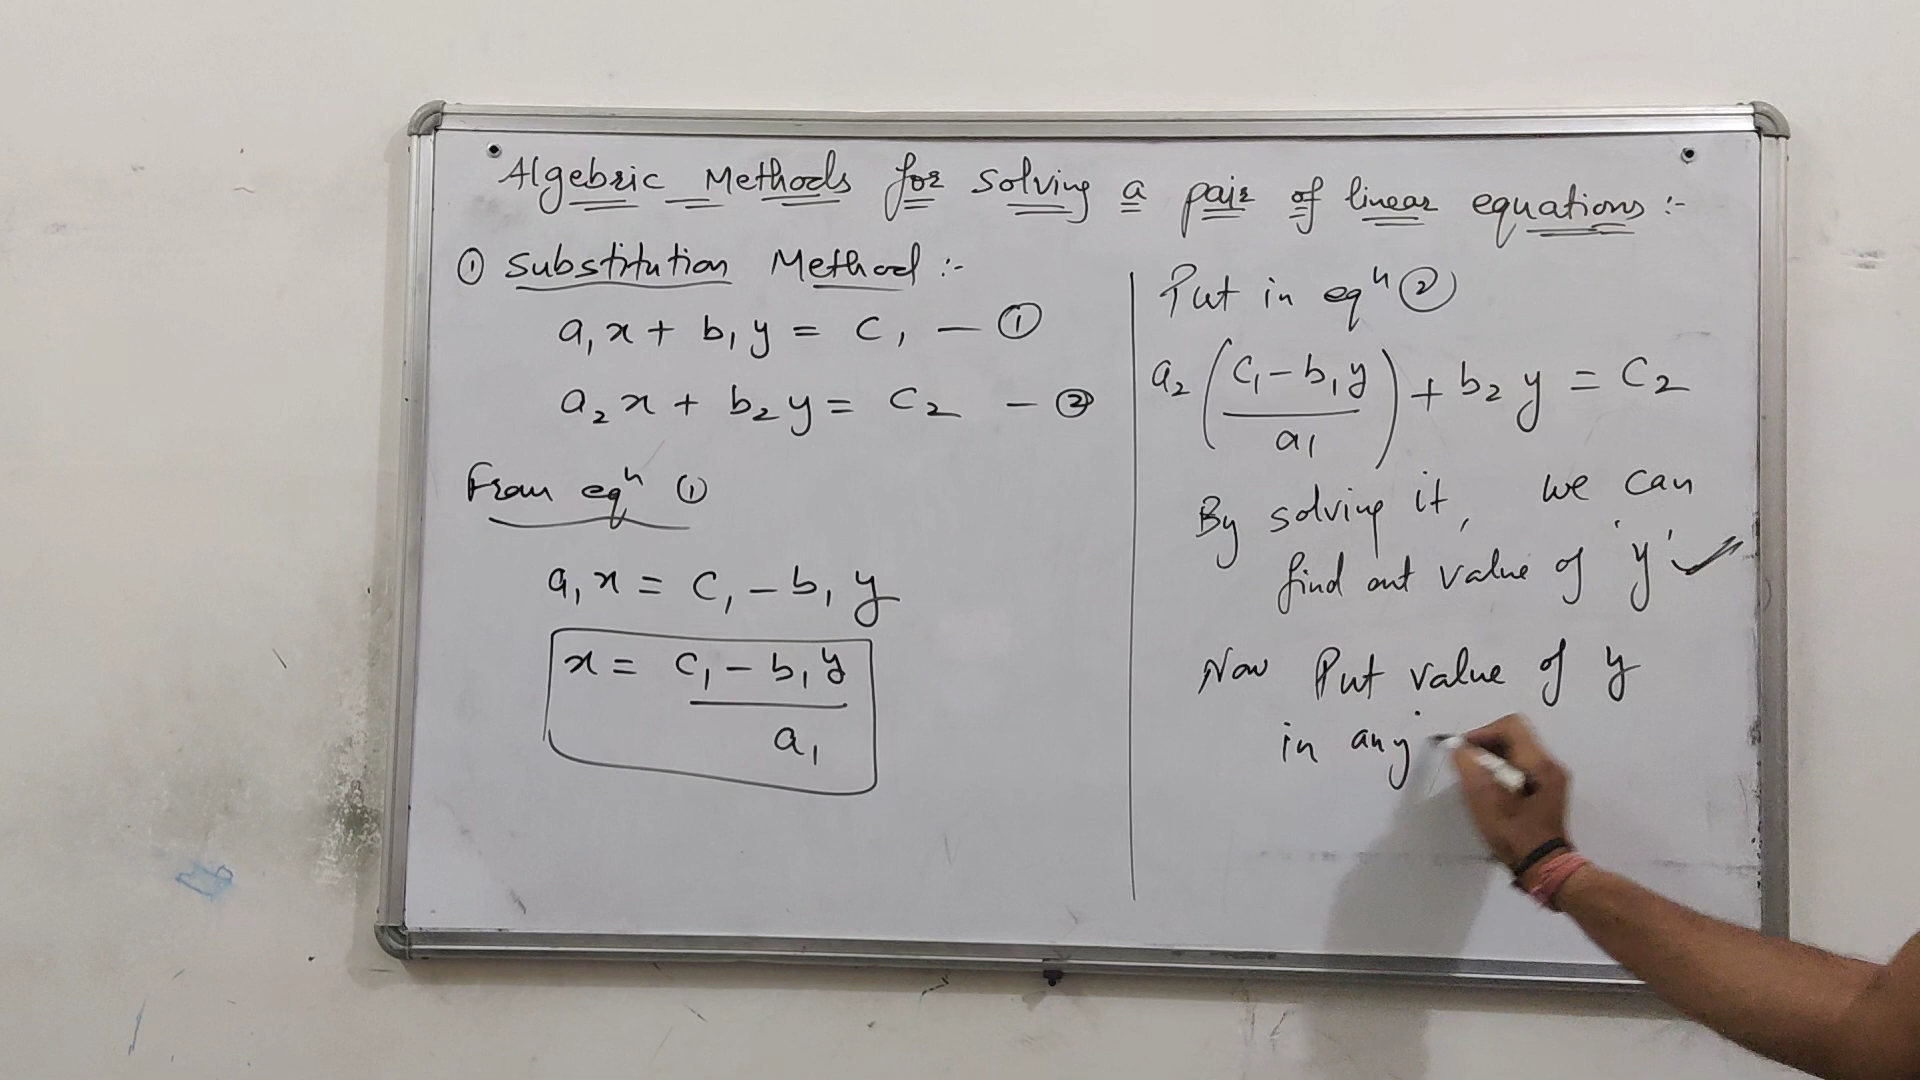 Algebric Methods for solving a pair of linear equations :-
① Substitution Method :-
a₁x + b₁y = c₁ — ①
a₂x + b₂y = c₂ — ②
From eqⁿ ①
a₁x = c₁ - b₁y
x = c₁ - b₁y
a₁
Put in eqⁿ ②
a₂ (c₁ - b₁y / a₁) + b₂y = c₂
By solving it, we can
find out value of 'y' ✓
Now Put value of y
in any